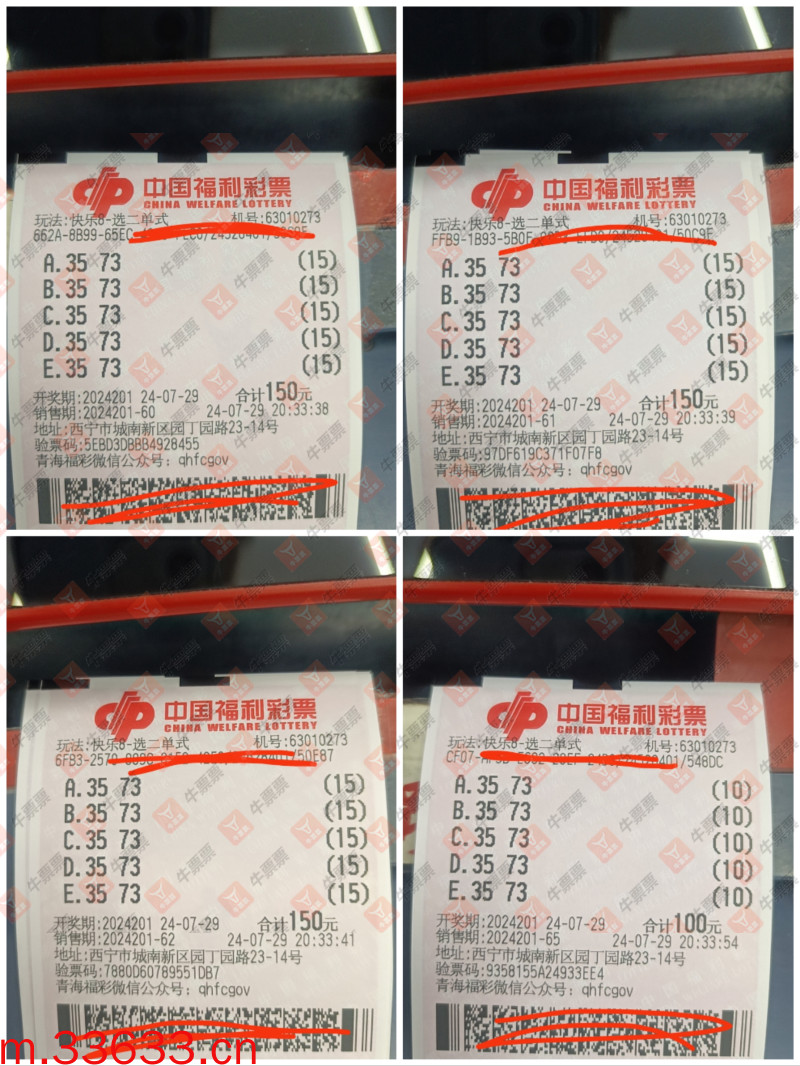 中国福利彩票
CHINA WELFARE LOTTERY
玩法:快乐8-选二单式 机号:63010273
662A-8B99-65EC
A.35 73 (15)
B.35 73 (15)
C.35 73 (15)
D.35 73 (15)
E.35 73 (15)
开奖期:2024201 24-07-29 合计150元
销售期:2024201-60 24-07-29 20:33:38
地址:西宁市城南新区园丁园路23-14号
验票码:5EBD3DBBB4928455
青海福彩微信公众号: qhfcgov
中国福利彩票
CHINA WELFARE LOTTERY
玩法:快乐8-选二单式 机号:63010273
FFB9-1B93-5B0F
A.35 73 (15)
B.35 73 (15)
C.35 73 (15)
D.35 73 (15)
E.35 73 (15)
开奖期:2024201 24-07-29 合计150元
销售期:2024201-61 24-07-29 20:33:39
地址:西宁市城南新区园丁园路23-14号
验票码:97DF619C371F07F8
青海福彩微信公众号: qhfcgov
中国福利彩票
CHINA WELFARE LOTTERY
玩法:快乐8-选二单式 机号:63010273
/50E87
A.35 73 (15)
B.35 73 (15)
C.35 73 (15)
D.35 73 (15)
E.35 73 (15)
开奖期:2024201 24-07-29 合计150元
销售期:2024201-62 24-07-29 20:33:41
地址:西宁市城南新区园丁园路23-14号
验票码:7880D60789551DB7
青海福彩微信公众号: qhfcgov
中国福利彩票
CHINA WELFARE LOTTERY
玩法:快乐8-选二单式 机号:63010273
/548DC
A.35 73 (10)
B.35 73 (10)
C.35 73 (10)
D.35 73 (10)
E.35 73 (10)
开奖期:2024201 24-07-29 合计100元
销售期:2024201-65 24-07-29 20:33:54
地址:西宁市城南新区园丁园路23-14号
验票码:9358155A24933EE4
青海福彩微信公众号: qhfcgov
牛票票
m.33633.cn